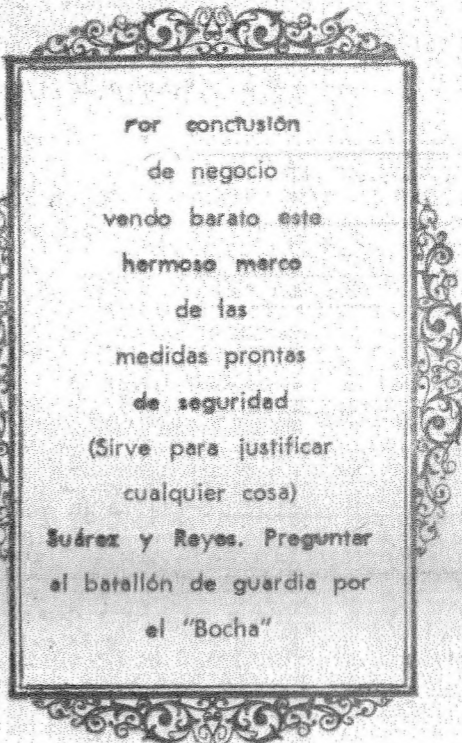 Por conclusión
de negocio
vendo barato este
hermoso marco
de las
medidas prontas
de seguridad
(Sirve para justificar
cualquier cosa)
Suárez y Reyes. Preguntar
al batallón de guardia por
el "Bocha"